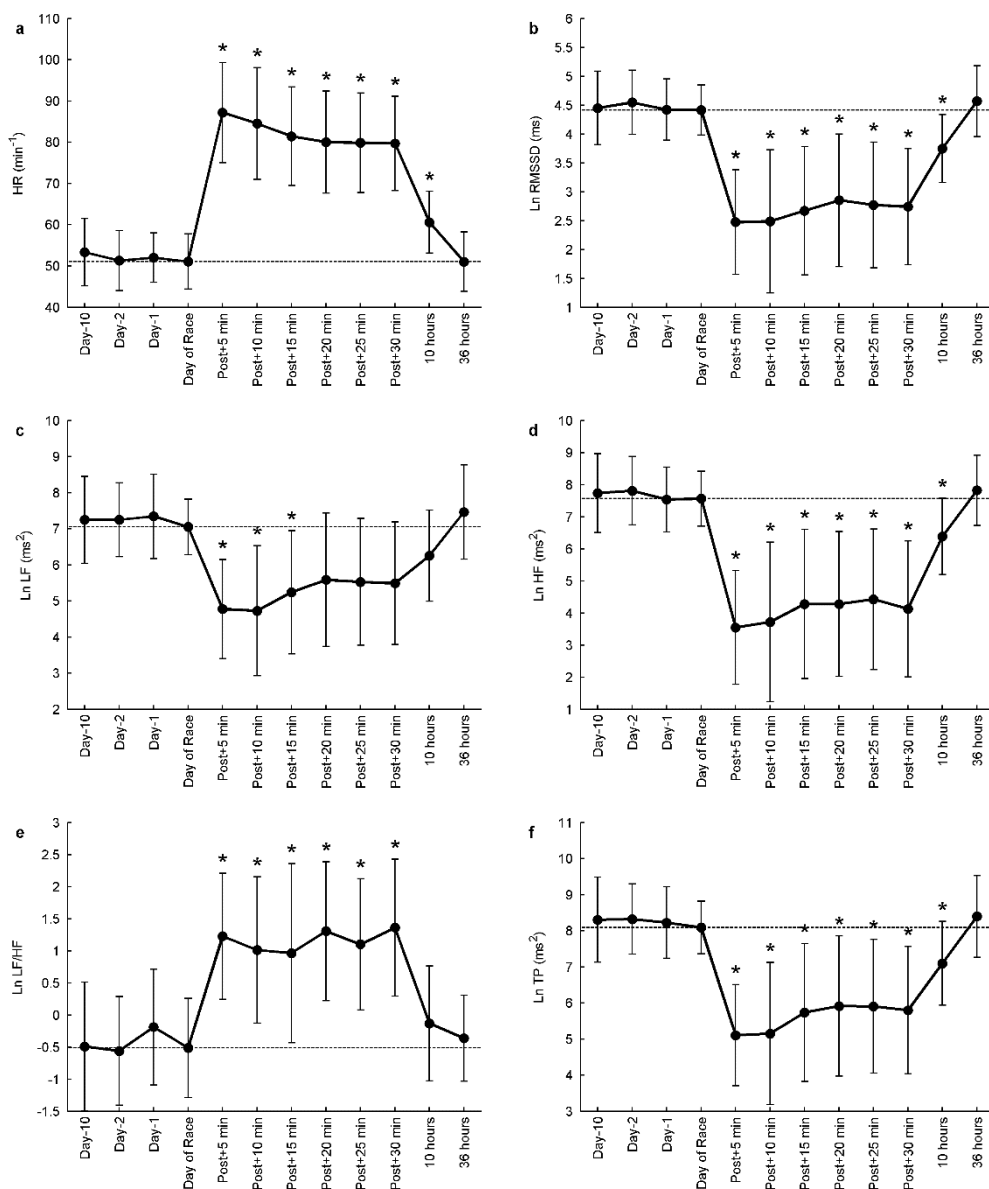 a
HR (min⁻¹)
110
100
90
80
70
60
50
40
* * * * * * *
Day-10
Day-2
Day-1
Day of Race
Post+5 min
Post+10 min
Post+15 min
Post+20 min
Post+25 min
Post+30 min
10 hours
36 hours
b
Ln RMSSD (ms)
6
5.5
5
4.5
4
3.5
3
2.5
2
1.5
1
* * * * * * *
Day-10
Day-2
Day-1
Day of Race
Post+5 min
Post+10 min
Post+15 min
Post+20 min
Post+25 min
Post+30 min
10 hours
36 hours
c
Ln LF (ms²)
10
9
8
7
6
5
4
3
2
* * *
Day-10
Day-2
Day-1
Day of Race
Post+5 min
Post+10 min
Post+15 min
Post+20 min
Post+25 min
Post+30 min
10 hours
36 hours
d
Ln HF (ms²)
10
9
8
7
6
5
4
3
2
1
* * * * * * *
Day-10
Day-2
Day-1
Day of Race
Post+5 min
Post+10 min
Post+15 min
Post+20 min
Post+25 min
Post+30 min
10 hours
36 hours
e
Ln LF/HF
3
2.5
2
1.5
1
0.5
0
-0.5
-1
-1.5
* * * * * *
Day-10
Day-2
Day-1
Day of Race
Post+5 min
Post+10 min
Post+15 min
Post+20 min
Post+25 min
Post+30 min
10 hours
36 hours
f
Ln TP (ms²)
11
10
9
8
7
6
5
4
3
* * * * * * *
Day-10
Day-2
Day-1
Day of Race
Post+5 min
Post+10 min
Post+15 min
Post+20 min
Post+25 min
Post+30 min
10 hours
36 hours